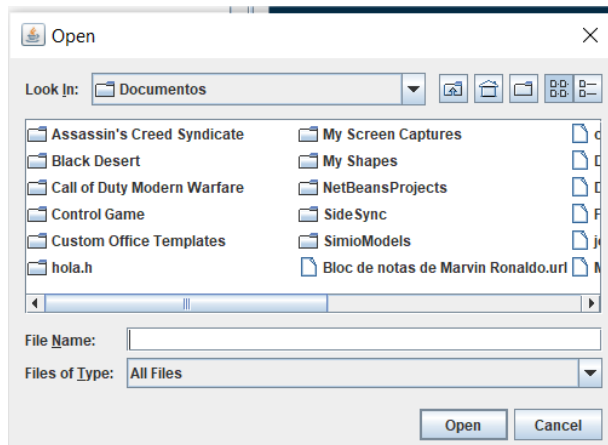 Open
Look In: Documentos
Assassin's Creed Syndicate
Black Desert
Call of Duty Modern Warfare
Control Game
Custom Office Templates
hola.h
My Screen Captures
My Shapes
NetBeansProjects
SideSync
SimioModels
Bloc de notas de Marvin Ronaldo.url
File Name:
Files of Type: All Files
Open Cancel